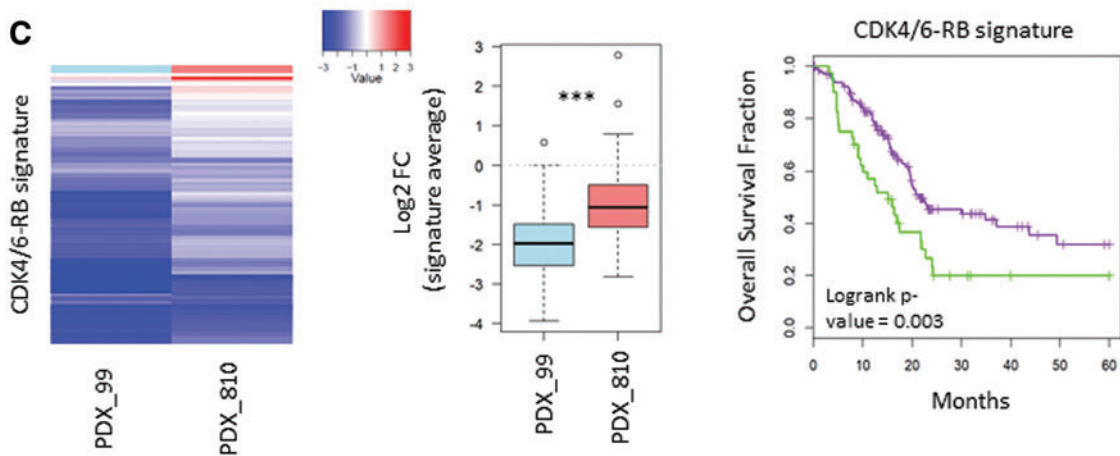 C
CDK4/6-RB signature
PDX_99
PDX_810
-3
-1
1
2
3
Value
Log2 FC
(signature average)
3
2
1
0
-1
-2
-3
-4
***
PDX_99
PDX_810
CDK4/6-RB signature
Overall Survival Fraction
1.0
0.8
0.6
0.4
0.2
0.0
Logrank p-
value = 0.003
0
10
20
30
40
50
60
Months